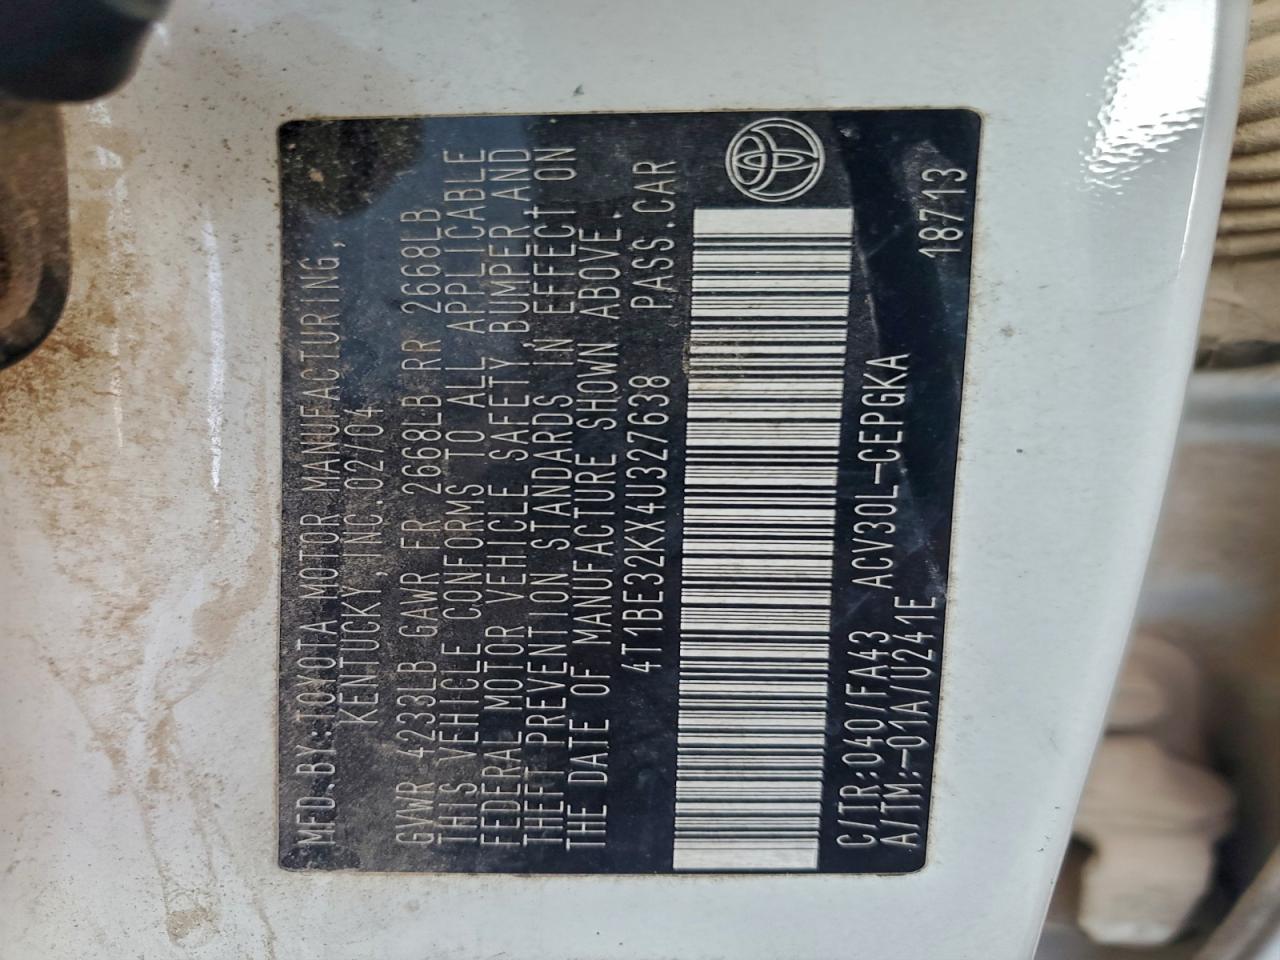 MFD.BY:TOYOTA MOTOR MANUFACTURING,
KENTUCKY, INC.02/04
GVWR 4233LB GAWR FR 2668LB RR 2668LB
THIS VEHICLE CONFORMS TO ALL APPLICABLE
FEDERAL MOTOR VEHICLE SAFETY, BUMPER AND
THEFT PREVENTION STANDARDS IN EFFECT ON
THE DATE OF MANUFACTURE SHOWN ABOVE.
4T1BE32KX4U327638 PASS.CAR
C/TR:040/FA43 ACV30L-CEPGKA
A/TM:-01A/U241E 18713